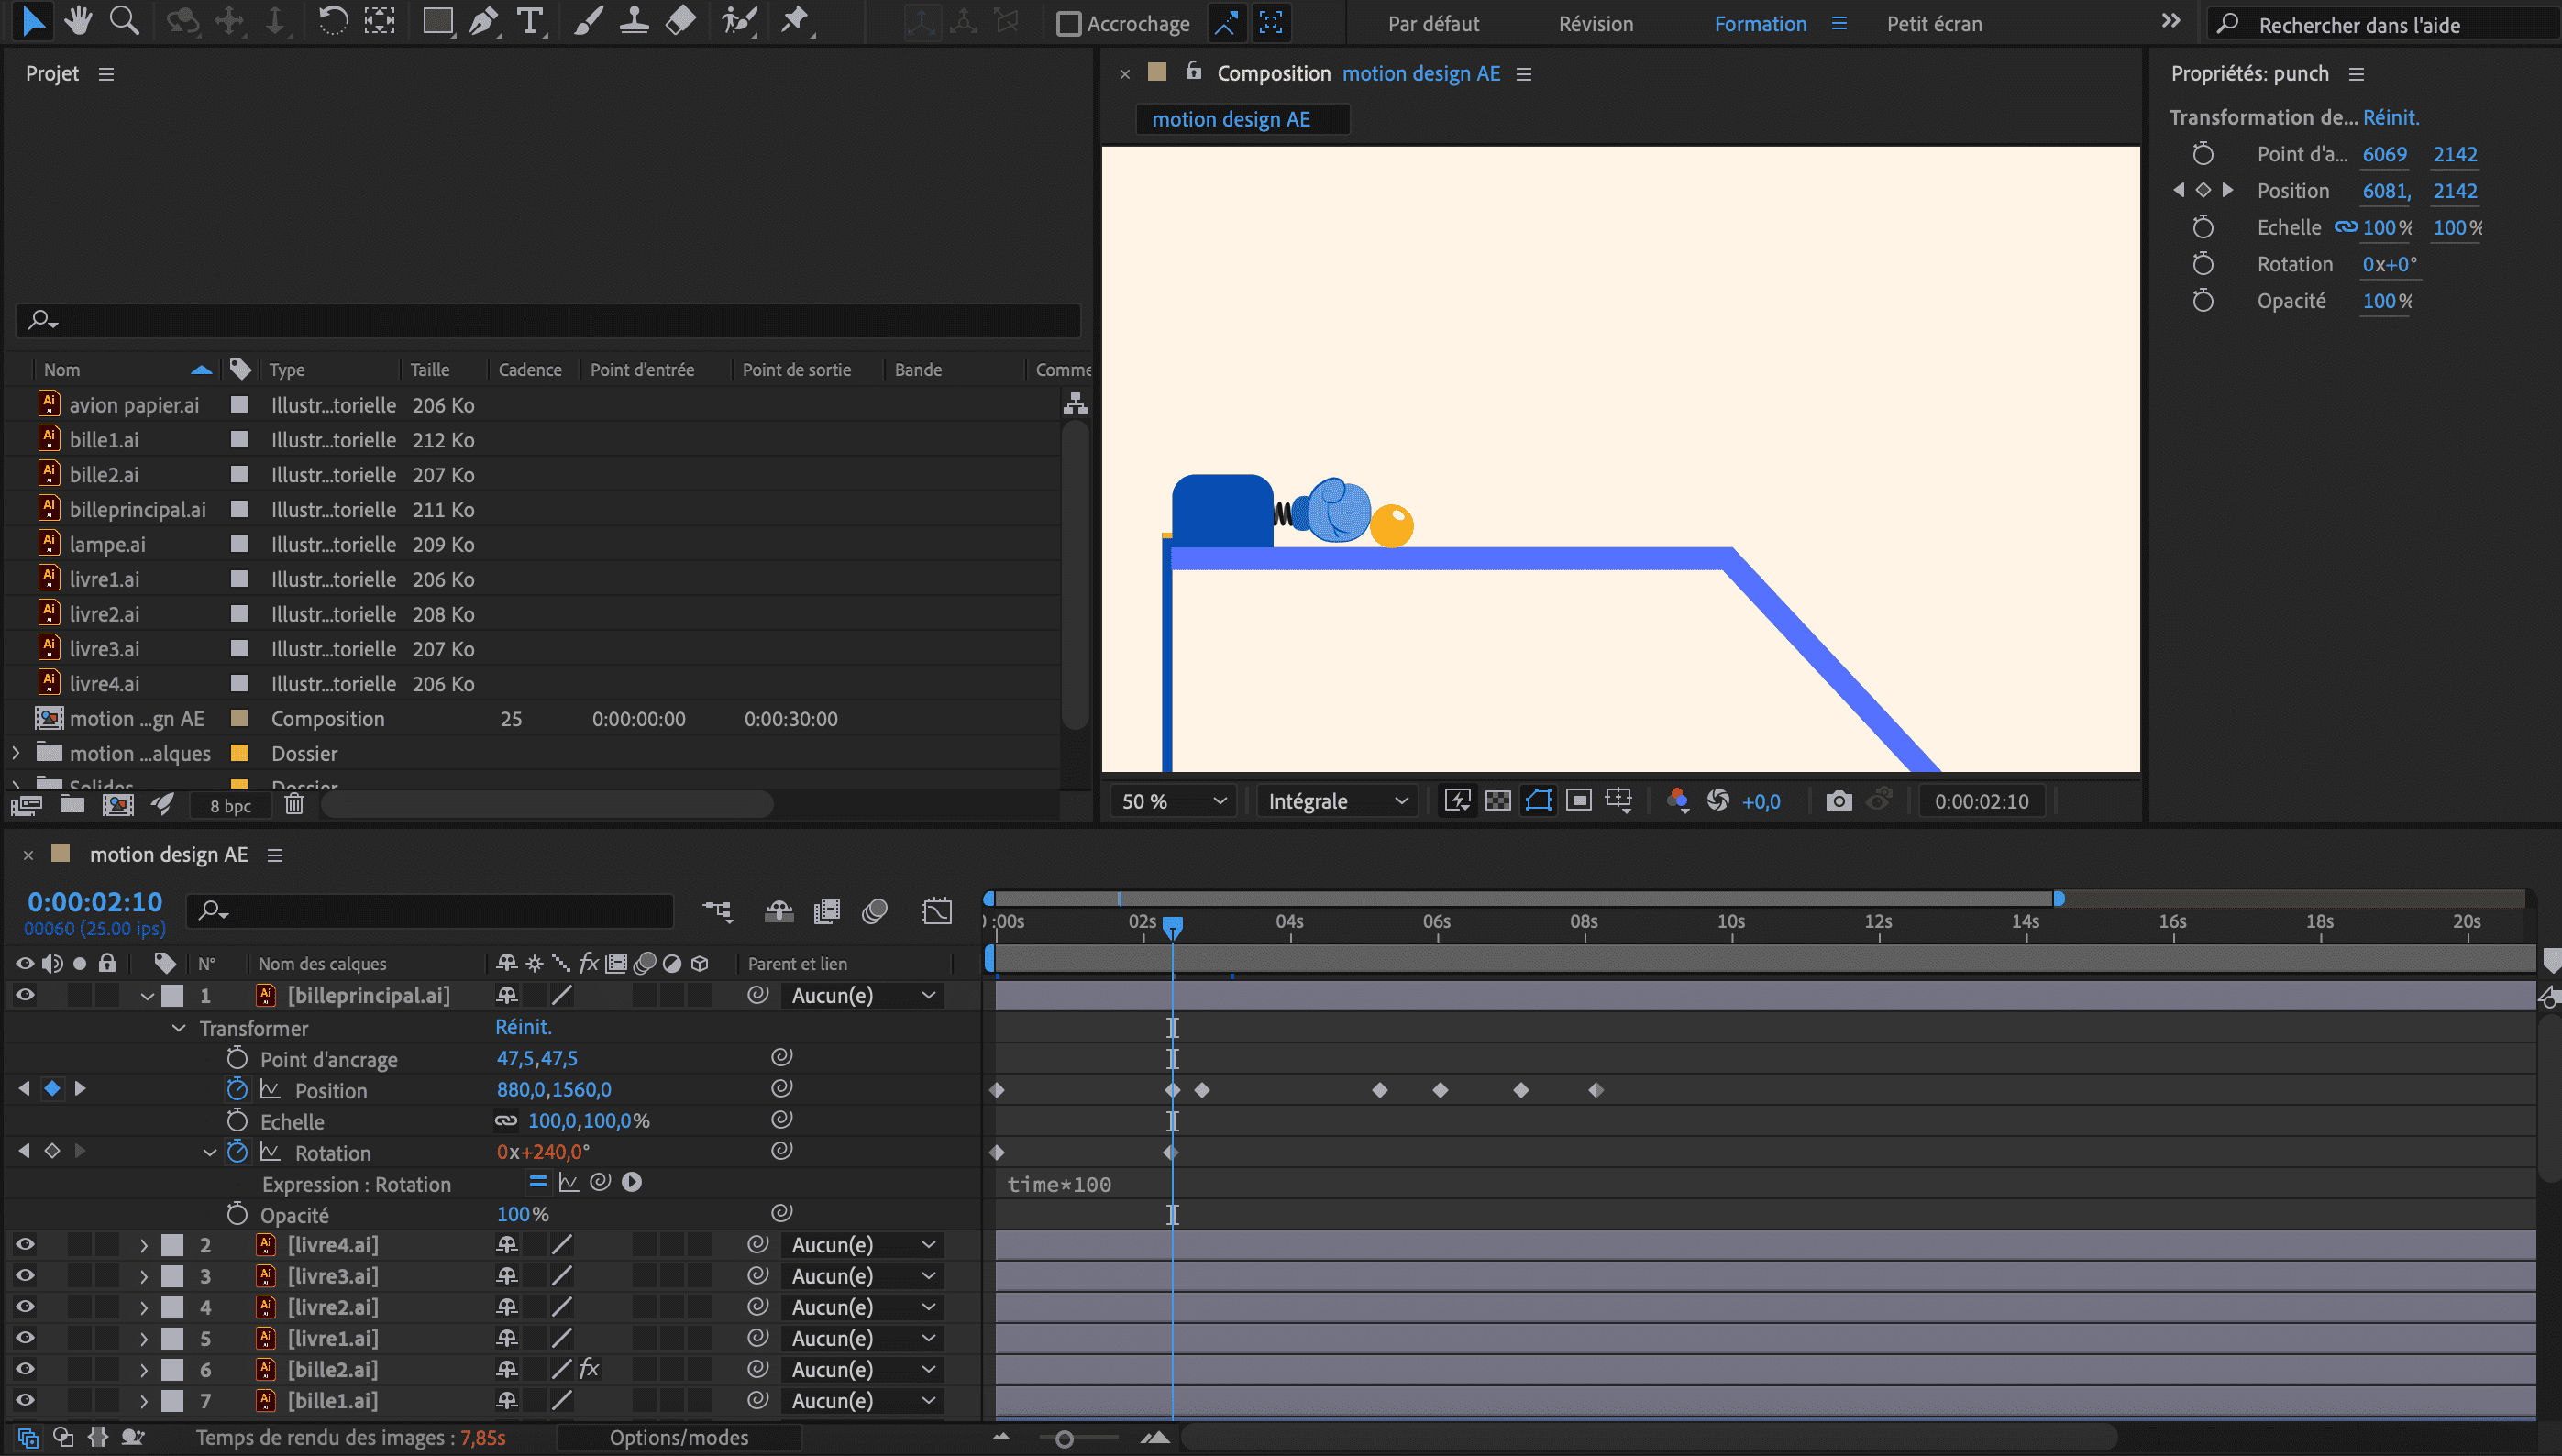 Accrochage
Par défaut
Révision
Formation
Petit écran
Rechercher dans l'aide
Projet
Nom Type Taille Cadence Point d'entrée Point de sortie Bande Comme
avion papier.ai Illustr...torielle 206 Ko
bille1.ai Illustr...torielle 212 Ko
bille2.ai Illustr...torielle 207 Ko
billeprincipal.ai Illustr...torielle 211 Ko
lampe.ai Illustr...torielle 209 Ko
livre1.ai Illustr...torielle 206 Ko
livre2.ai Illustr...torielle 208 Ko
livre3.ai Illustr...torielle 207 Ko
livre4.ai Illustr...torielle 206 Ko
motion ...gn AE Composition 25 0:00:00:00 0:00:30:00
motion ...alques Dossier
Solides Dossier
8 bpc
Composition motion design AE
motion design AE
50 % Intégrale +0,0 0:00:02:10
Propriétés: punch
Transformation de... Réinit.
Point d'a... 6069 2142
Position 6081, 2142
Echelle 100% 100%
Rotation 0x+0°
Opacité 100%
motion design AE
0:00:02:10
00060 (25.00 ips)
:00s 02s 04s 06s 08s 10s 12s 14s 16s 18s 20s
N° Nom des calques fx Parent et lien
1 Ai [billeprincipal.ai] Aucun(e)
Transformer Réinit.
Point d'ancrage 47,5,47,5
Position 880,0,1560,0
Echelle 100,0,100,0%
Rotation 0x+240,0°
Expression : Rotation time*100
Opacité 100%
2 Ai [livre4.ai] Aucun(e)
3 Ai [livre3.ai] Aucun(e)
4 Ai [livre2.ai] Aucun(e)
5 Ai [livre1.ai] Aucun(e)
6 Ai [bille2.ai] fx Aucun(e)
7 Ai [bille1.ai] Aucun(e)
Temps de rendu des images : 7,85s Options/modes